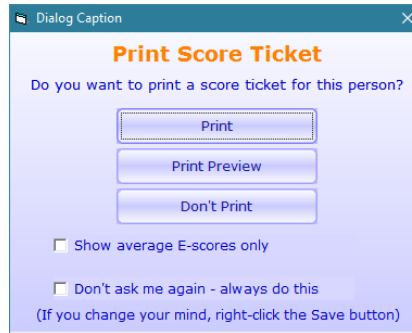 Dialog Caption
Print Score Ticket
Do you want to print a score ticket for this person?
Print
Print Preview
Don't Print
Show average E-scores only
Don't ask me again - always do this
(If you change your mind, right-click the Save button)